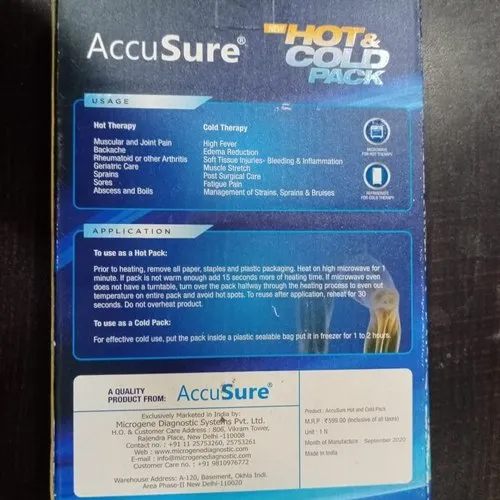 AccuSure®
NEW HOT &
COLD
PACK
USAGE
Hot Therapy
Muscular and Joint Pain
Backache
Rheumatoid or other Arthritis
Geriatric Care
Sprains
Sores
Abscess and Boils
Cold Therapy
High Fever
Edema Reduction
Soft Tissue Injuries- Bleeding & Inflammation
Muscle Stretch
Post Surgical Care
Fatigue Pain
Management of Strains, Sprains & Bruises
MICROWAVE
FOR HOT THERAPY
REFRIGERATE
FOR COLD THERAPY
APPLICATION
To use as a Hot Pack:
Prior to heating, remove all paper, staples and plastic packaging. Heat on high microwave for 1
minute. If pack is not warm enough add 15 seconds more of heating time. If microwave oven
does not have a turntable, turn over the pack halfway through the heating process to even out
temperature on entire pack and avoid hot spots. To reuse after application, reheat for 30
seconds. Do not overheat product.
To use as a Cold Pack:
For effective cold use, put the pack inside a plastic sealable bag put it in freezer for 1 to 2 hours.
A QUALITY
PRODUCT FROM:
AccuSure®
Exclusively Marketed in India by:
Microgene Diagnostic Systems Pvt. Ltd.
H.O. & Customer Care Address : 806, Vikram Tower,
Rajendra Place, New Delhi -110008
Contact no. : +91 11 25753260, 25753261
Web : www.microgenediagnostic.com
E-mail : info@microgenediagnostic.com
Customer Care no. : +91 9810976772
Warehouse Address: A-120, Basement, Okhla Indl.
Area Phase-II New Delhi-110020
Product : AccuSure Hot and Cold Pack
M.R.P : ₹599.00 (Inclusive of all taxes)
Unit : 1 N
Month of Manufacture : September 2020
Made in India